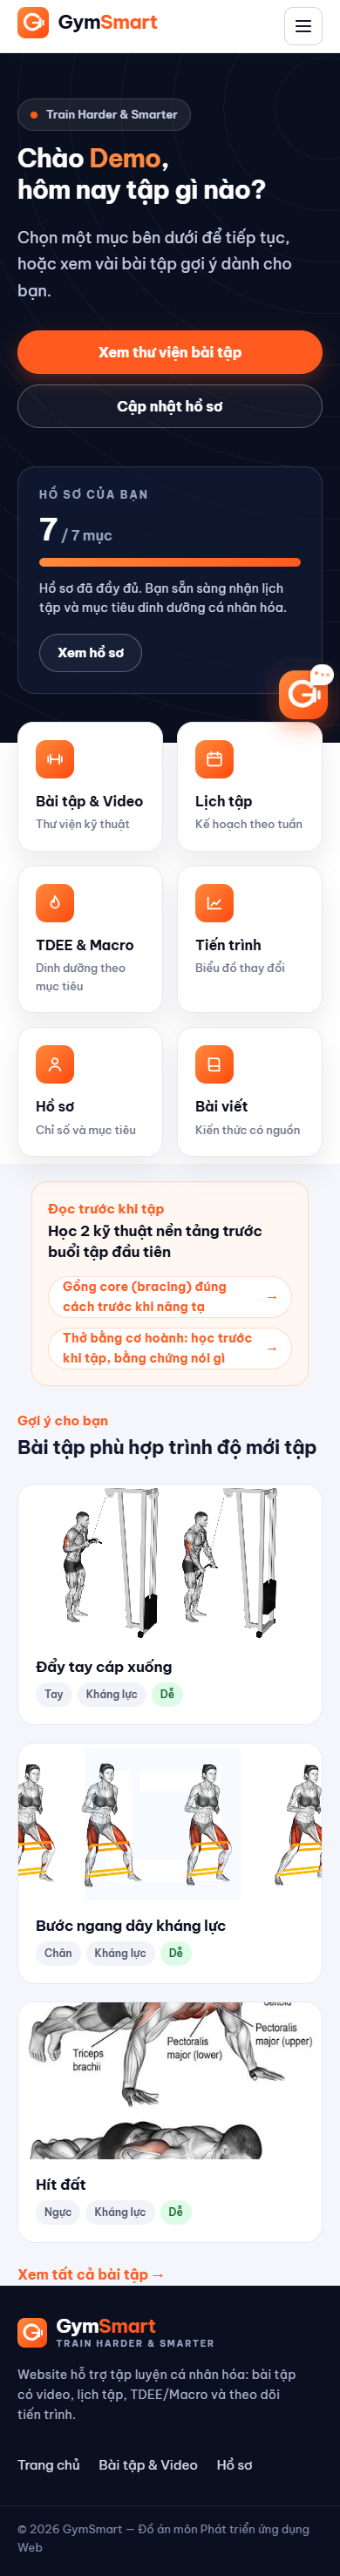 GymSmart
Train Harder & Smarter
Chào Demo,
hôm nay tập gì nào?
Chọn một mục bên dưới để tiếp tục,
hoặc xem vài bài tập gợi ý dành cho
bạn.
Xem thư viện bài tập
Cập nhật hồ sơ
HỒ SƠ CỦA BẠN
7 / 7 mục
Hồ sơ đã đầy đủ. Bạn sẵn sàng nhận lịch
tập và mục tiêu dinh dưỡng cá nhân hóa.
Xem hồ sơ
Bài tập & Video
Thư viện kỹ thuật
Lịch tập
Kế hoạch theo tuần
TDEE & Macro
Dinh dưỡng theo
mục tiêu
Tiến trình
Biểu đồ thay đổi
Hồ sơ
Chỉ số và mục tiêu
Bài viết
Kiến thức có nguồn
Đọc trước khi tập
Học 2 kỹ thuật nền tảng trước
buổi tập đầu tiên
Gồng core (bracing) đúng
cách trước khi nâng tạ →
Thở bằng cơ hoành: học trước
khi tập, bằng chứng nói gì →
Gợi ý cho bạn
Bài tập phù hợp trình độ mới tập
Đẩy tay cáp xuống
Tay Kháng lực Dễ
Bước ngang dây kháng lực
Chân Kháng lực Dễ
deltoid
Triceps
brachii
Pectoralis
major (lower)
Pectoralis
major (upper)
Hít đất
Ngực Kháng lực Dễ
Xem tất cả bài tập →
GymSmart
TRAIN HARDER & SMARTER
Website hỗ trợ tập luyện cá nhân hóa: bài tập
có video, lịch tập, TDEE/Macro và theo dõi
tiến trình.
Trang chủ Bài tập & Video Hồ sơ
© 2026 GymSmart — Đồ án môn Phát triển ứng dụng
Web